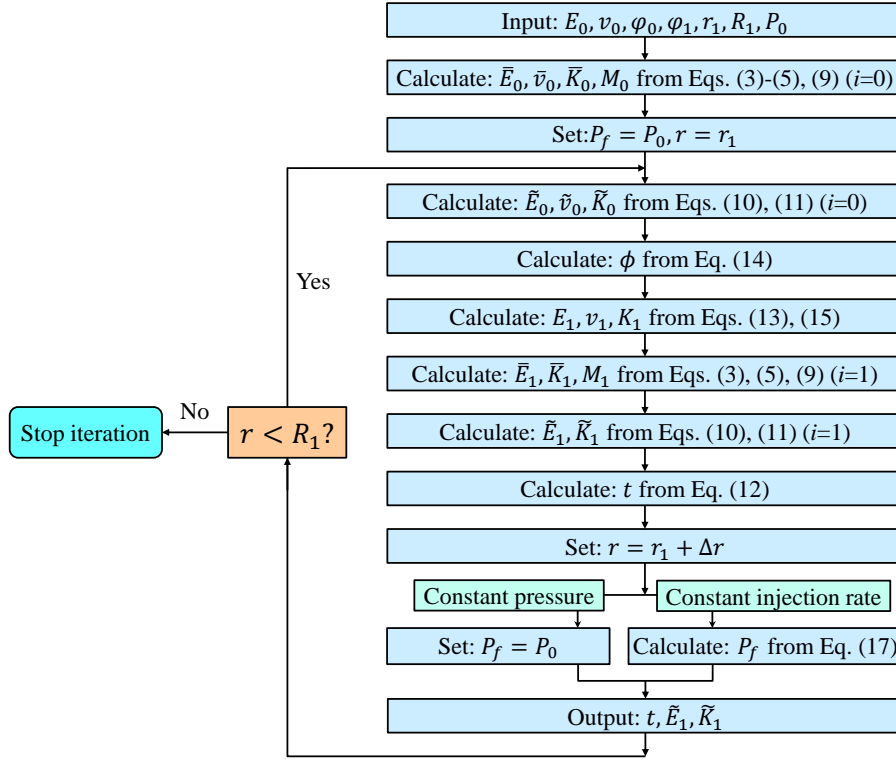 Input: E₀, v₀, φ₀, φ₁, r₁, R₁, P₀
Calculate: Ē₀, v̄₀, K̄₀, M₀ from Eqs. (3)-(5), (9) (i=0)
Set:P_f = P₀, r = r₁
Calculate: Ẽ₀, ṽ₀, K̃₀ from Eqs. (10), (11) (i=0)
Calculate: ϕ from Eq. (14)
Yes
Calculate: E₁, v₁, K₁ from Eqs. (13), (15)
Calculate: Ē₁, K̄₁, M₁ from Eqs. (3), (5), (9) (i=1)
No
Stop iteration
r < R₁?
Calculate: Ẽ₁, K̃₁ from Eqs. (10), (11) (i=1)
Calculate: t from Eq. (12)
Set: r = r₁ + Δr
Constant pressure
Constant injection rate
Set: P_f = P₀
Calculate: P_f from Eq. (17)
Output: t, Ẽ₁, K̃₁